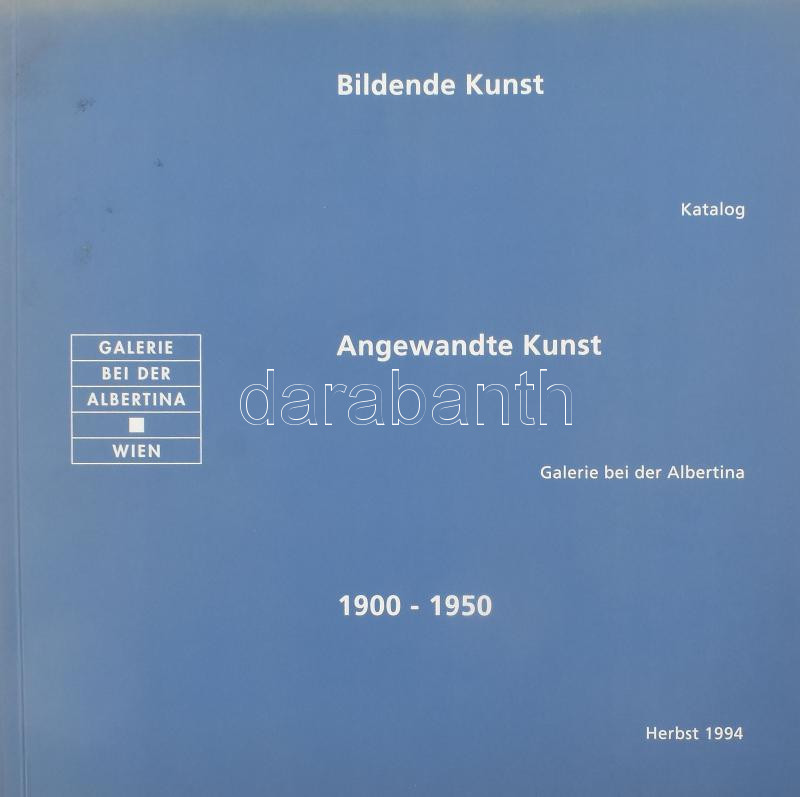 Bildende Kunst
Katalog
GALERIE
BEI DER
ALBERTINA
WIEN
Angewandte Kunst
darabanth
Galerie bei der Albertina
1900 - 1950
Herbst 1994